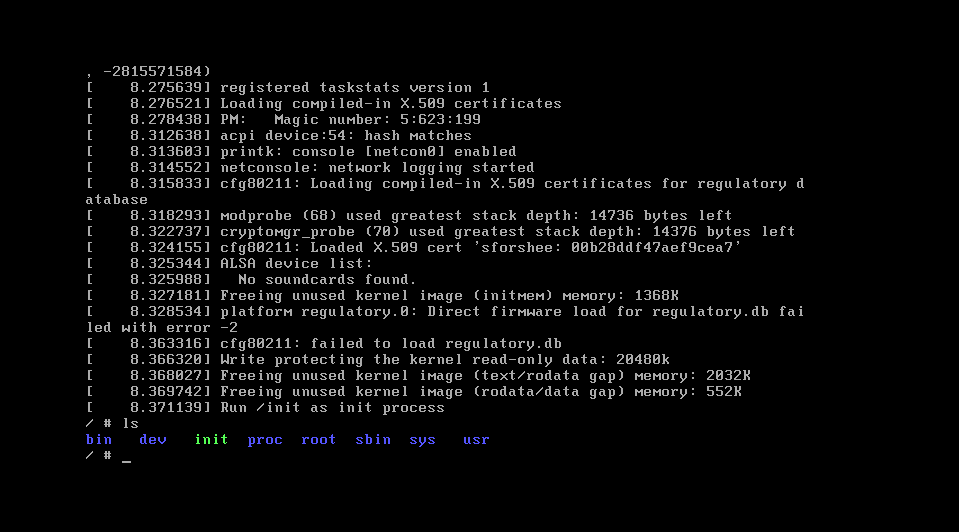 , -2815571584)
[    8.275639] registered taskstats version 1
[    8.276521] Loading compiled-in X.509 certificates
[    8.278438] PM:   Magic number: 5:623:199
[    8.312638] acpi device:54: hash matches
[    8.313603] printk: console [netcon0] enabled
[    8.314552] netconsole: network logging started
[    8.315833] cfg80211: Loading compiled-in X.509 certificates for regulatory d
atabase
[    8.318293] modprobe (68) used greatest stack depth: 14736 bytes left
[    8.322737] cryptomgr_probe (70) used greatest stack depth: 14376 bytes left
[    8.324155] cfg80211: Loaded X.509 cert 'sforshee: 00b28ddf47aef9cea7'
[    8.325344] ALSA device list:
[    8.325988]   No soundcards found.
[    8.327181] Freeing unused kernel image (initmem) memory: 1368K
[    8.328534] platform regulatory.0: Direct firmware load for regulatory.db fai
led with error -2
[    8.363316] cfg80211: failed to load regulatory.db
[    8.366320] Write protecting the kernel read-only data: 20480k
[    8.368027] Freeing unused kernel image (text/rodata gap) memory: 2032K
[    8.369742] Freeing unused kernel image (rodata/data gap) memory: 552K
[    8.371139] Run /init as init process
/ # ls
bin   dev   init  proc  root  sbin  sys   usr
/ # _